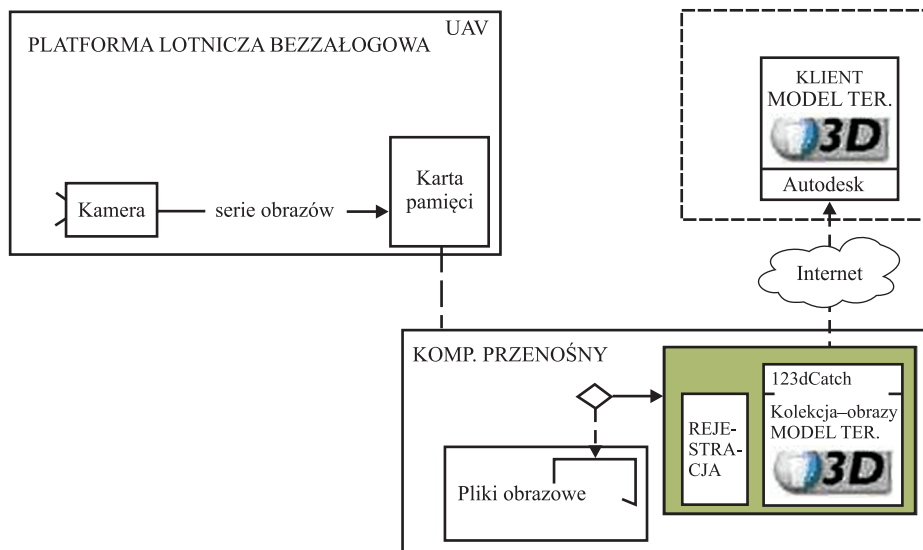 UAV
PLATFORMA LOTNICZA BEZZAŁOGOWA
Kamera
serie obrazów
Karta
pamięci
KLIENT
MODEL TER.
3D
Autodesk
Internet
KOMP. PRZENOŚNY
Pliki obrazowe
REJE-
STRA-
CJA
123dCatch
Kolekcja–obrazy
MODEL TER.
3D